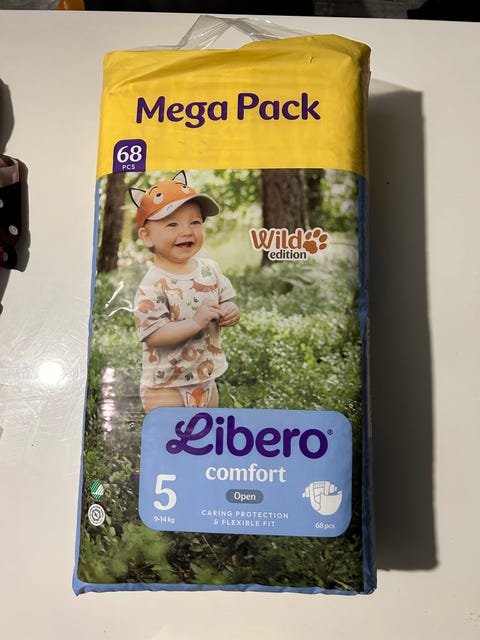 Mega Pack
68
PCS
Wild
edition
Libero®
comfort
5
Open
9-14 kg
CARING PROTECTION
& FLEXIBLE FIT
68 pcs